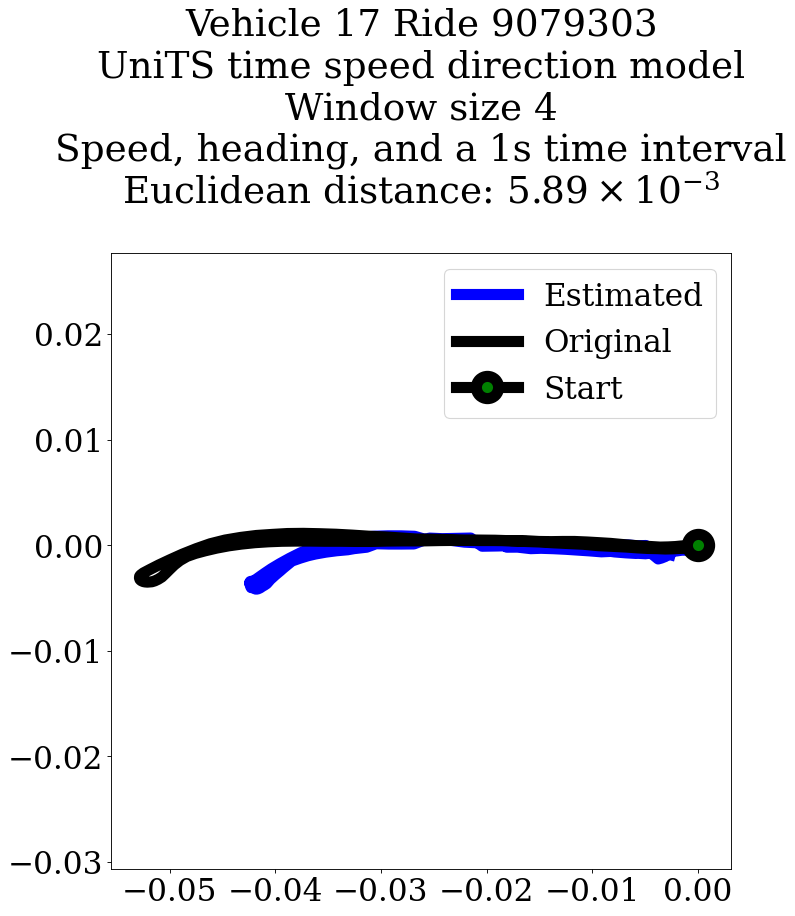 Vehicle 17 Ride 9079303
UniTS time speed direction model
Window size 4
Speed, heading, and a 1s time interval
Euclidean distance: 5.89 × 10⁻³
Estimated
Original
Start
0.02
0.01
0.00
−0.01
−0.02
−0.03
−0.05 −0.04 −0.03 −0.02 −0.01 0.00